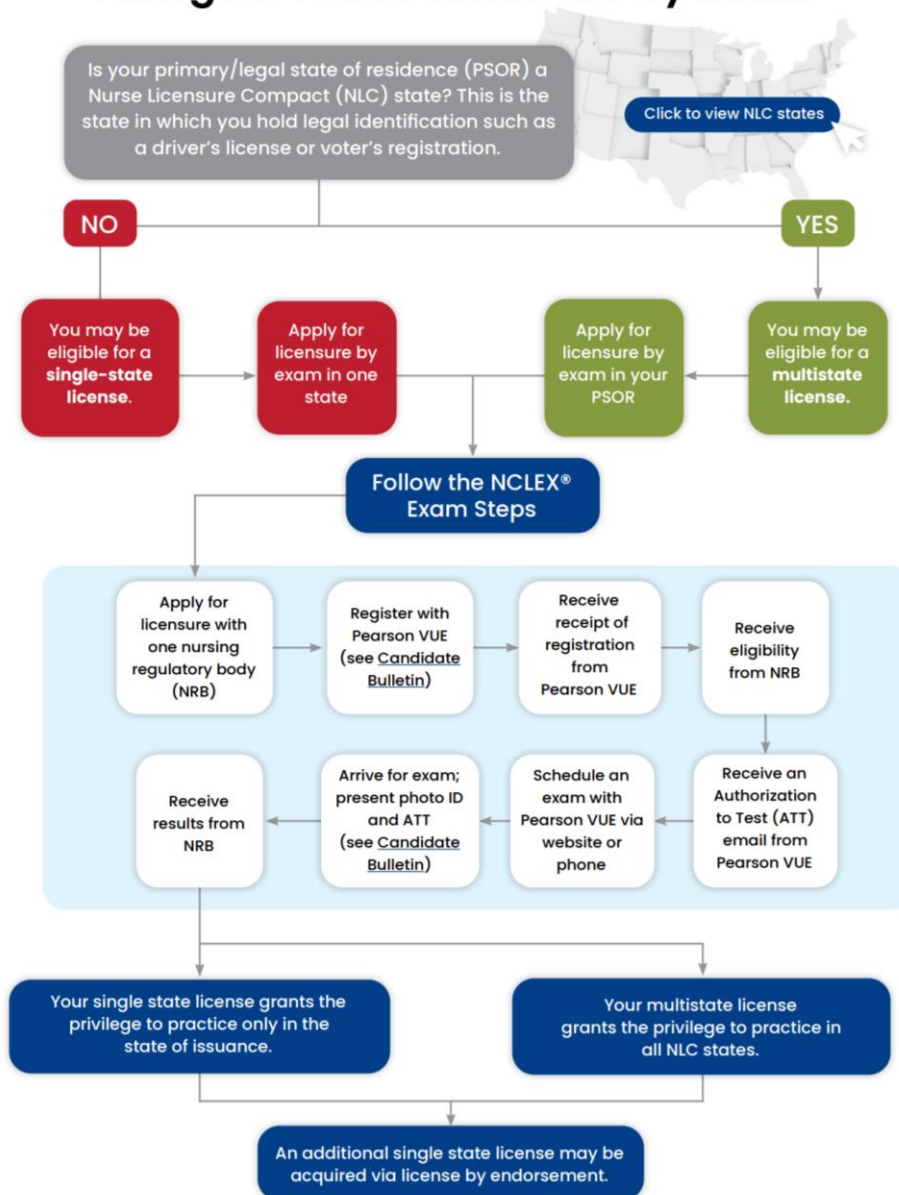 Is your primary/legal state of residence (PSOR) a
Nurse Licensure Compact (NLC) state? This is the
state in which you hold legal identification such as
a driver's license or voter's registration.
Click to view NLC states
NO
YES
You may be
eligible for a
single-state
license.
Apply for
licensure by
exam in one
state
Apply for
licensure by
exam in your
PSOR
You may be
eligible for a
multistate
license.
Follow the NCLEX®
Exam Steps
Apply for
licensure with
one nursing
regulatory body
(NRB)
Register with
Pearson VUE
(see Candidate
Bulletin)
Receive
receipt of
registration
from
Pearson VUE
Receive
eligibility
from NRB
Receive
results from
NRB
Arrive for exam;
present photo ID
and ATT
(see Candidate
Bulletin)
Schedule an
exam with
Pearson VUE via
website or
phone
Receive an
Authorization
to Test (ATT)
email from
Pearson VUE
Your single state license grants the
privilege to practice only in the
state of issuance.
Your multistate license
grants the privilege to practice in
all NLC states.
An additional single state license may be
acquired via license by endorsement.